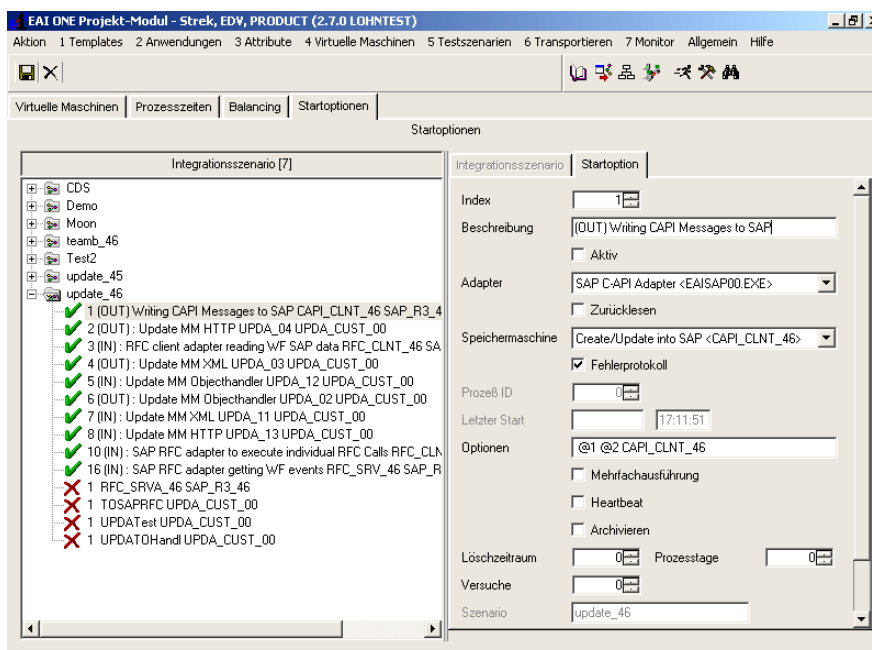 EAI ONE Projekt-Modul - Strek, EDV, PRODUCT (2.7.0 LOHNTEST)
Aktion 1 Templates 2 Anwendungen 3 Attribute 4 Virtuelle Maschinen 5 Testszenarien 6 Transportieren 7 Monitor Allgemein Hilfe
Virtuelle Maschinen Prozesszeiten Balancing Startoptionen
Startoptionen
Integrationsszenario [7]
CDS
Demo
Moon
teamb_46
Test2
update_45
update_46
1 (OUT) Writing CAPI Messages to SAP CAPI_CLNT_46 SAP_R3_4
2 (OUT) : Update MM HTTP UPDA_04 UPDA_CUST_00
3 (IN) : RFC client adapter reading WF SAP data RFC_CLNT_46 SA
4 (OUT) : Update MM XML UPDA_03 UPDA_CUST_00
5 (IN) : Update MM Objecthandler UPDA_12 UPDA_CUST_00
6 (OUT) : Update MM Objecthandler UPDA_02 UPDA_CUST_00
7 (IN) : Update MM XML UPDA_11 UPDA_CUST_00
8 (IN) : Update MM HTTP UPDA_13 UPDA_CUST_00
10 (IN) : SAP RFC adapter to execute individual RFC Calls RFC_CLN
16 (IN) : SAP RFC adapter getting WF events RFC_SRV_46 SAP_R
1 RFC_SRVA_46 SAP_R3_46
1 TOSAPRFC UPDA_CUST_00
1 UPDATest UPDA_CUST_00
1 UPDATOHandl UPDA_CUST_00
Integrationsszenario Startoption
Index 1
Beschreibung (OUT) Writing CAPI Messages to SAP
Aktiv
Adapter SAP C-API Adapter <EAISAP00.EXE>
Zurücklesen
Speichermaschine Create/Update into SAP <CAPI_CLNT_46>
Fehlerprotokoll
Prozeß ID 0
Letzter Start 17:11:51
Optionen @1 @2 CAPI_CLNT_46
Mehrfachausführung
Heartbeat
Archivieren
Löschzeitraum 0 Prozesstage 0
Versuche 0
Szenario update_46